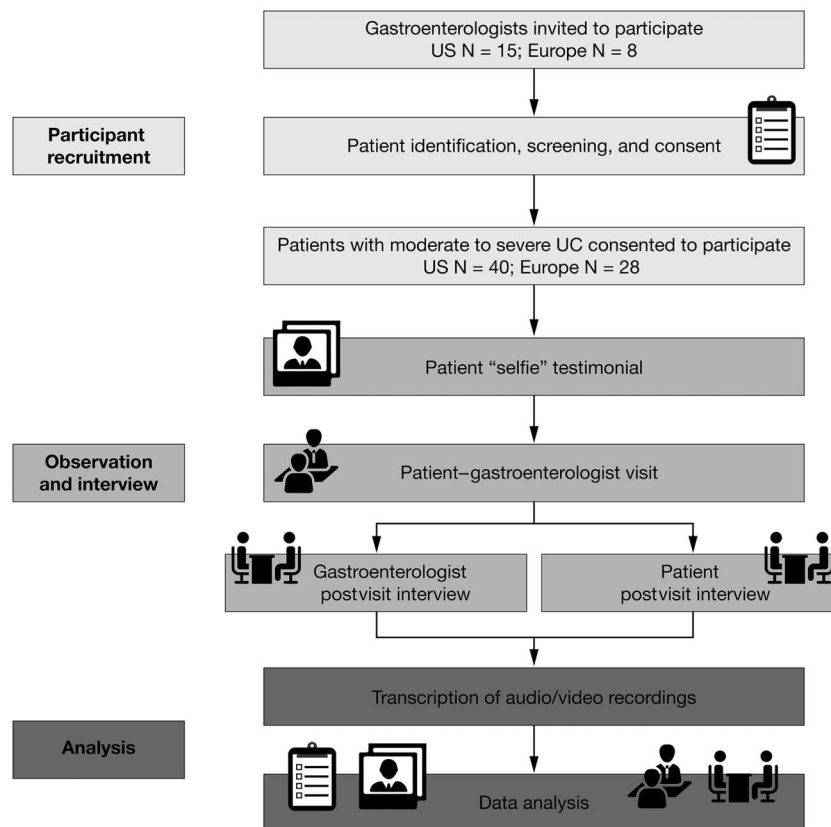 Gastroenterologists invited to participate
US N = 15; Europe N = 8
Participant
recruitment
Patient identification, screening, and consent
Patients with moderate to severe UC consented to participate
US N = 40; Europe N = 28
Patient “selfie” testimonial
Observation
and interview
Patient–gastroenterologist visit
Gastroenterologist
postvisit interview
Patient
postvisit interview
Transcription of audio/video recordings
Analysis
Data analysis